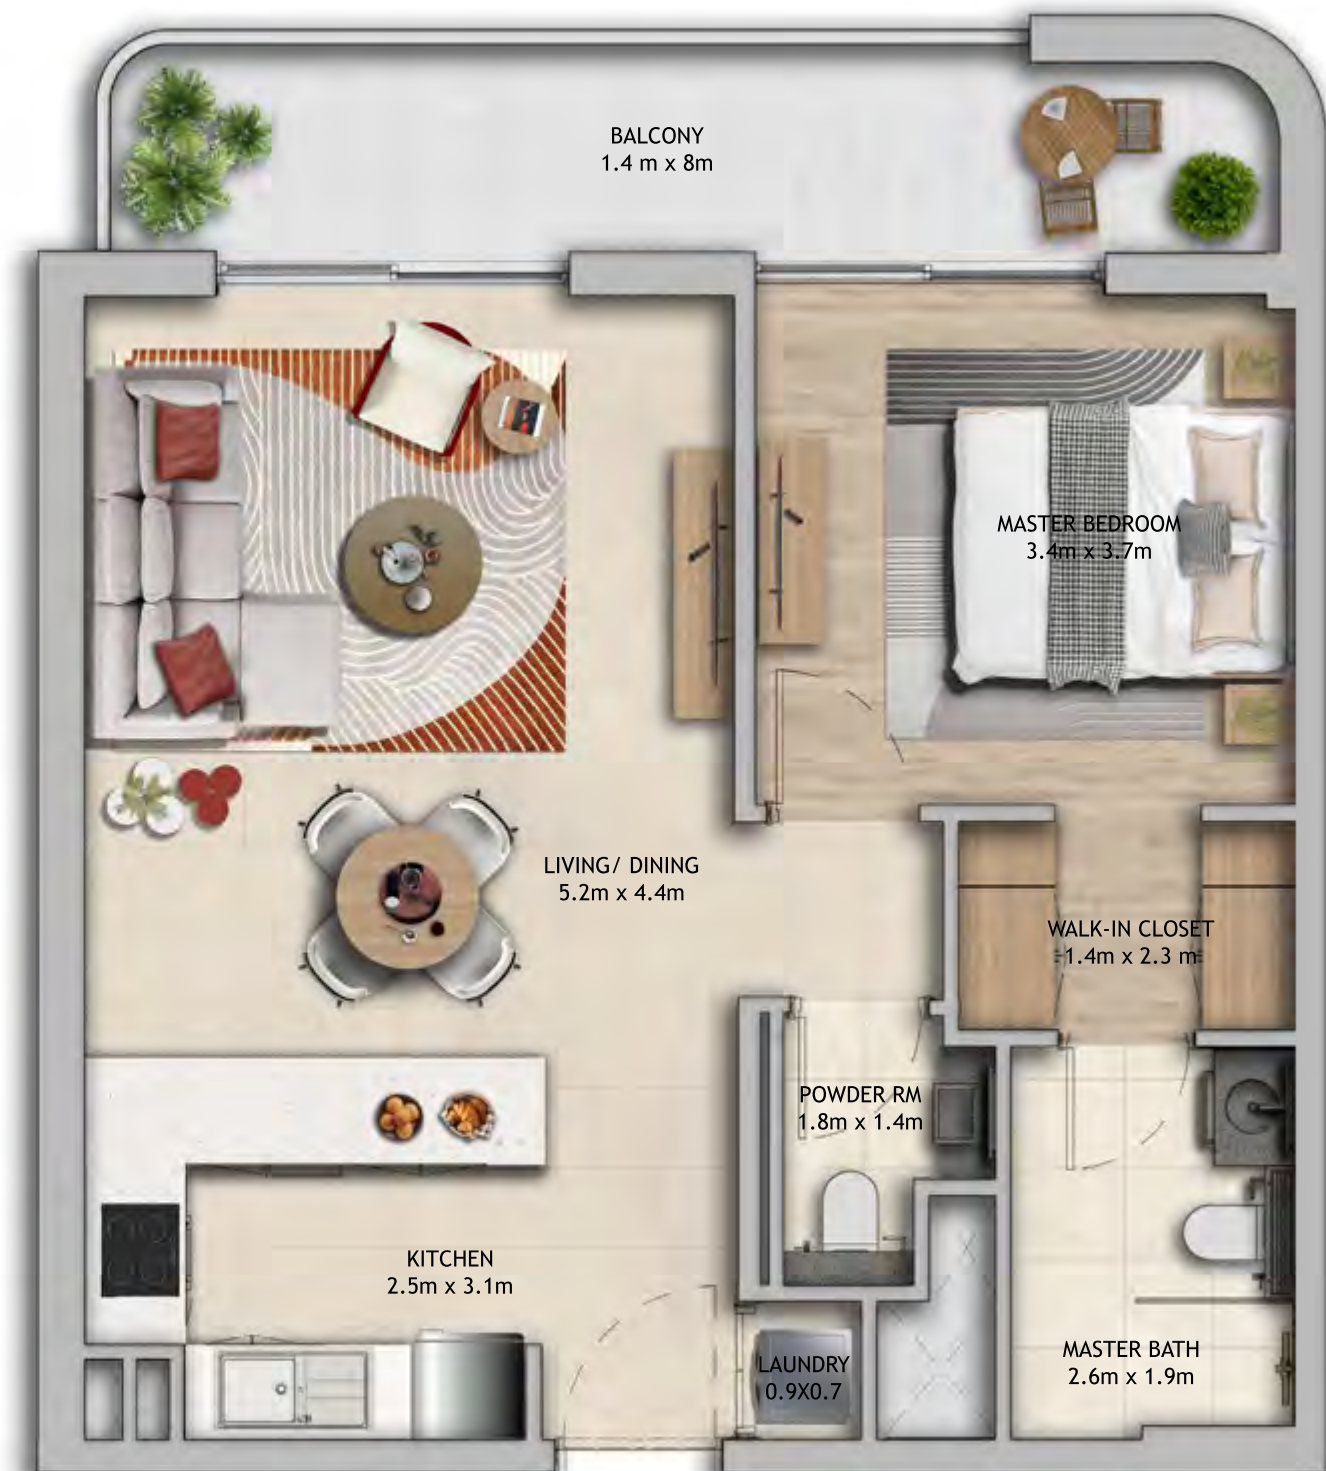 BALCONY
1.4 m x 8m
MASTER BEDROOM
3.4m x 3.7m
LIVING/ DINING
5.2m x 4.4m
WALK-IN CLOSET
1.4m x 2.3 m
POWDER RM
1.8m x 1.4m
KITCHEN
2.5m x 3.1m
MASTER BATH
2.6m x 1.9m
LAUNDRY
0.9X0.7